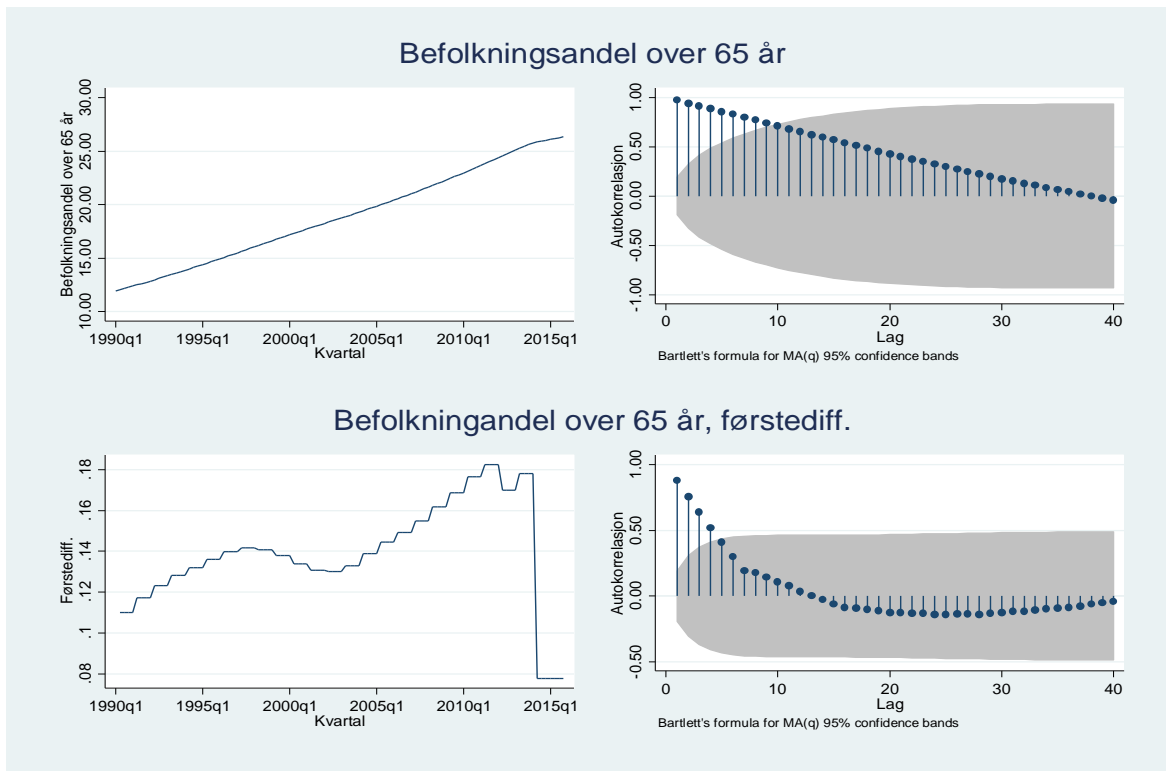 Befolkningsandel over 65 år
Befolkningsandel over 65 år
30.00
25.00
20.00
15.00
10.00
1990q1 1995q1 2000q1 2005q1 2010q1 2015q1
Kvartal
Autokorrelasjon
1.00
0.50
0.00
-0.50
-1.00
0 10 20 30 40
Lag
Bartlett's formula for MA(q) 95% confidence bands
Befolkningandel over 65 år, førstediff.
Førstediff.
.18
.16
.14
.12
.1
.08
1990q1 1995q1 2000q1 2005q1 2010q1 2015q1
Kvartal
Autokorrelasjon
1.00
0.50
0.00
-0.50
0 10 20 30 40
Lag
Bartlett's formula for MA(q) 95% confidence bands